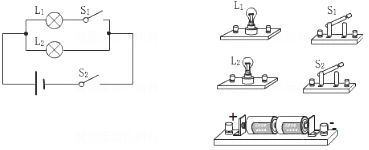 L₁ S₁
L₂
S₂
L₁ S₁
L₂ S₂
+ -